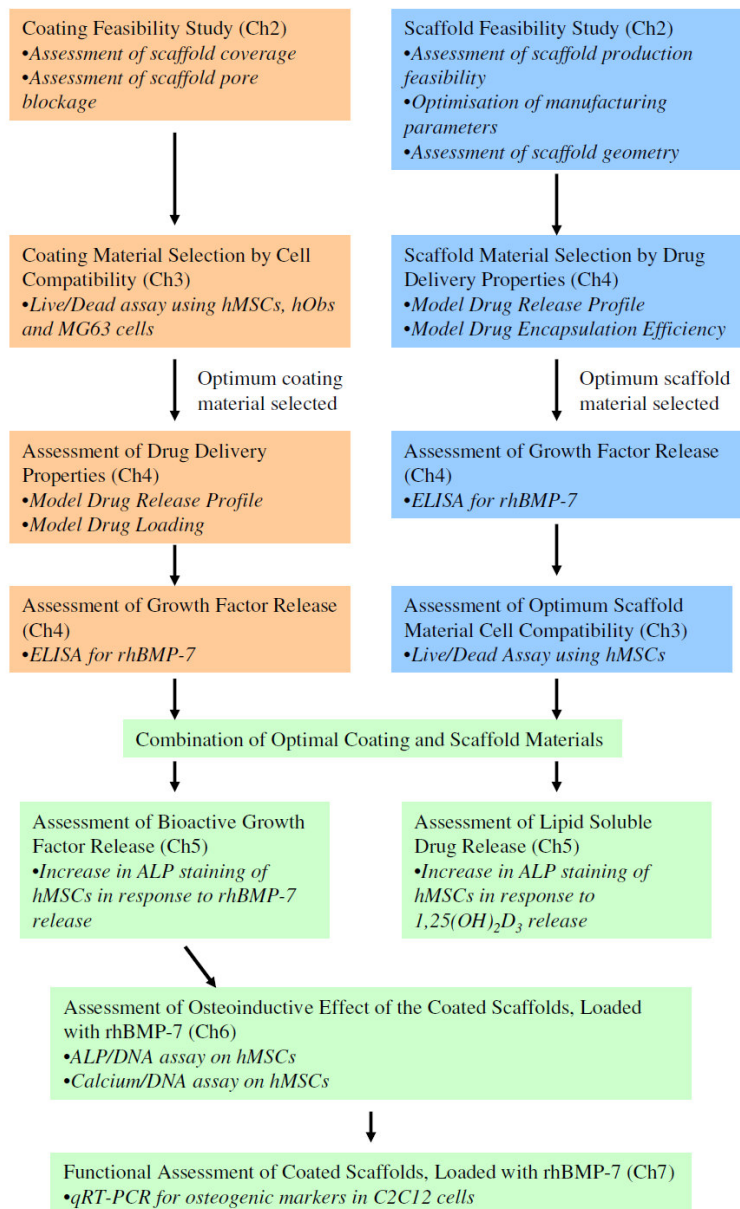 Coating Feasibility Study (Ch2)
•Assessment of scaffold coverage
•Assessment of scaffold pore
blockage
Scaffold Feasibility Study (Ch2)
•Assessment of scaffold production
feasibility
•Optimisation of manufacturing
parameters
•Assessment of scaffold geometry
Coating Material Selection by Cell
Compatibility (Ch3)
•Live/Dead assay using hMSCs, hObs
and MG63 cells
Scaffold Material Selection by Drug
Delivery Properties (Ch4)
•Model Drug Release Profile
•Model Drug Encapsulation Efficiency
Optimum coating
material selected
Optimum scaffold
material selected
Assessment of Drug Delivery
Properties (Ch4)
•Model Drug Release Profile
•Model Drug Loading
Assessment of Growth Factor Release
(Ch4)
•ELISA for rhBMP-7
Assessment of Growth Factor Release
(Ch4)
•ELISA for rhBMP-7
Assessment of Optimum Scaffold
Material Cell Compatibility (Ch3)
•Live/Dead Assay using hMSCs
Combination of Optimal Coating and Scaffold Materials
Assessment of Bioactive Growth
Factor Release (Ch5)
•Increase in ALP staining of
hMSCs in response to rhBMP-7
release
Assessment of Lipid Soluble
Drug Release (Ch5)
•Increase in ALP staining of
hMSCs in response to
1,25(OH)₂D₃ release
Assessment of Osteoinductive Effect of the Coated Scaffolds, Loaded
with rhBMP-7 (Ch6)
•ALP/DNA assay on hMSCs
•Calcium/DNA assay on hMSCs
Functional Assessment of Coated Scaffolds, Loaded with rhBMP-7 (Ch7)
•qRT-PCR for osteogenic markers in C2C12 cells